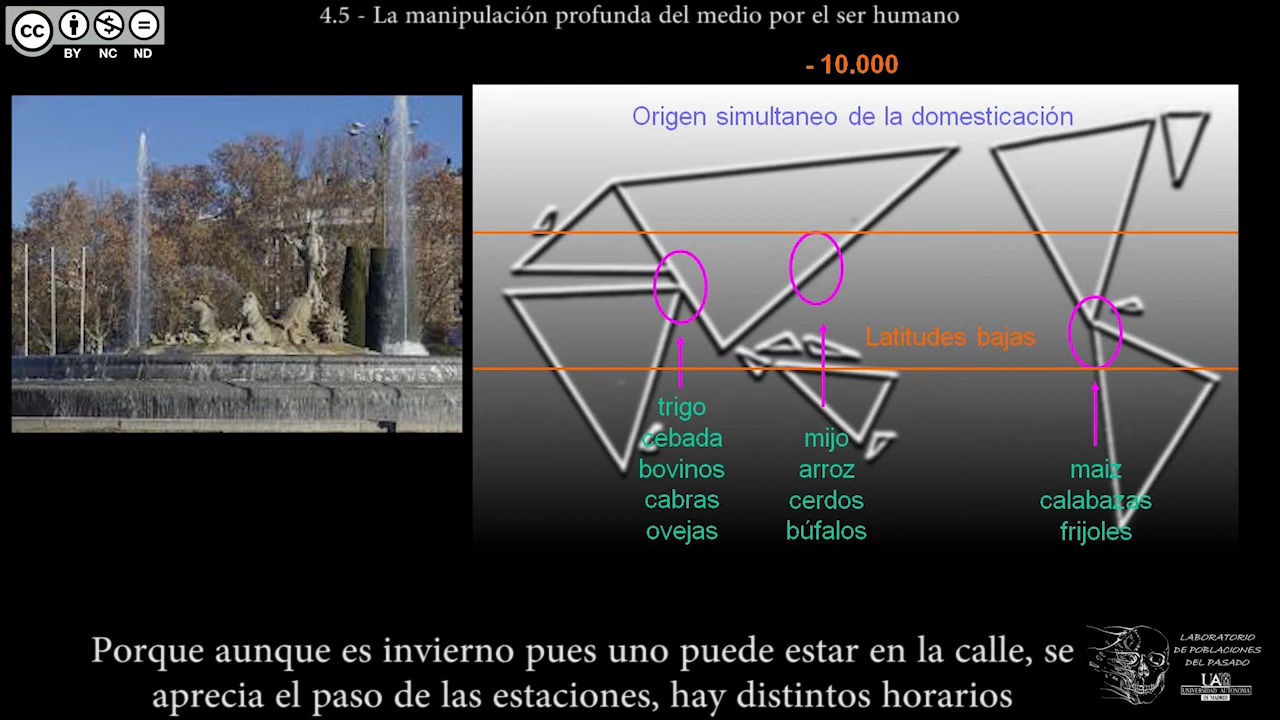 4.5 - La manipulación profunda del medio por el ser humano
cc
BY NC ND
- 10.000
Origen simultaneo de la domesticación
Latitudes bajas
trigo
cebada
bovinos
cabras
ovejas
mijo
arroz
cerdos
búfalos
maiz
calabazas
frijoles
Porque aunque es invierno pues uno puede estar en la calle, se
aprecia el paso de las estaciones, hay distintos horarios
LABORATORIO
DE POBLACIONES
DEL PASADO
UAM
UNIVERSIDAD AUTONOMA
DE MADRID